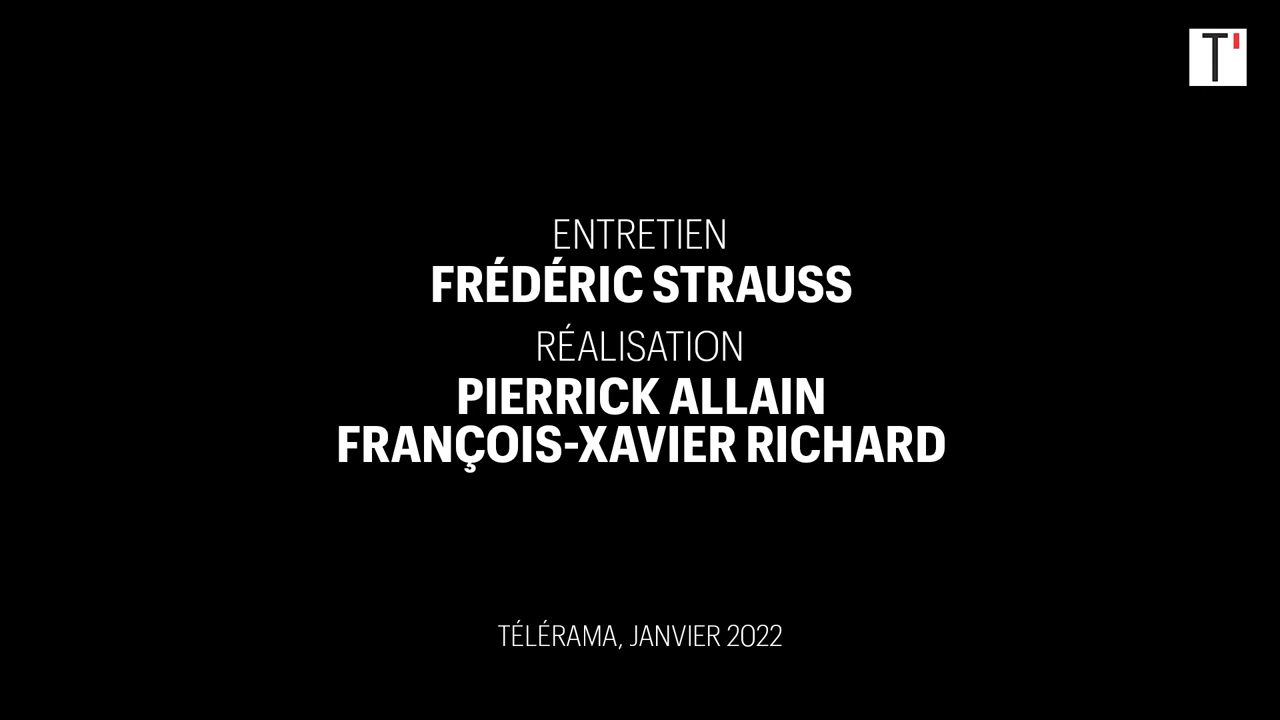 T'
ENTRETIEN
FRÉDÉRIC STRAUSS
RÉALISATION
PIERRICK ALLAIN
FRANÇOIS-XAVIER RICHARD
TÉLÉRAMA, JANVIER 2022